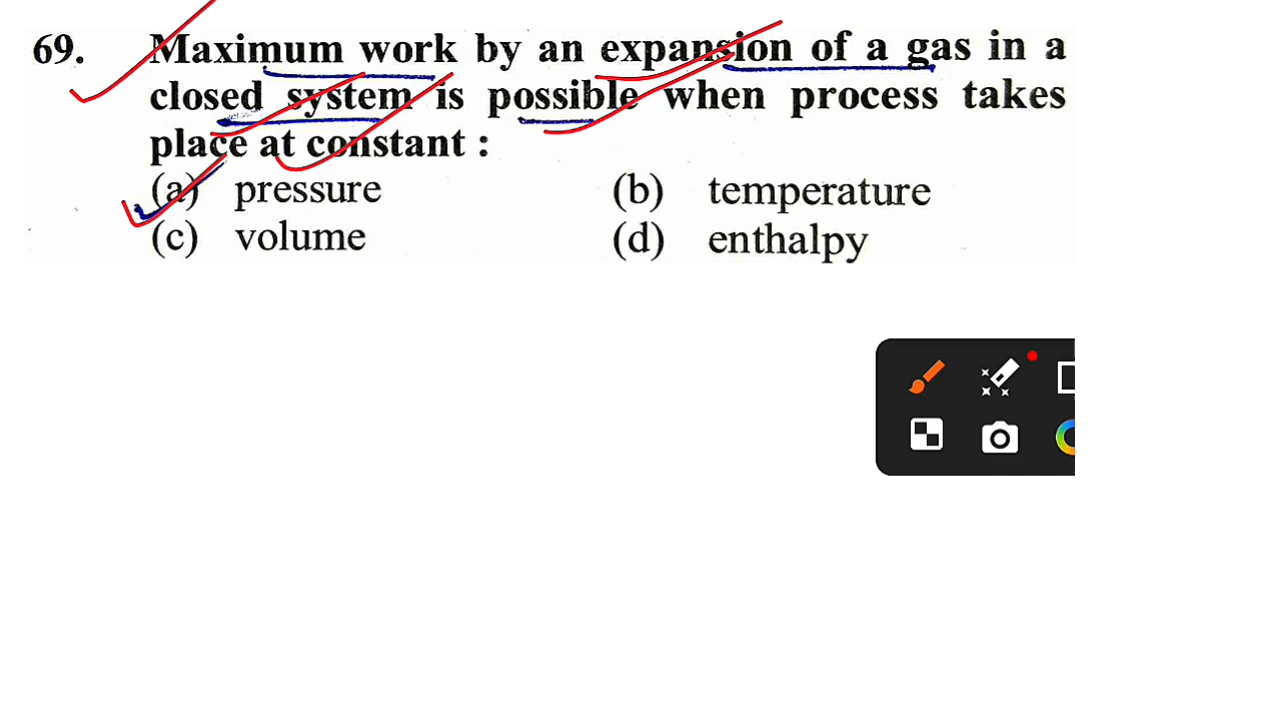 69. Maximum work by an expansion of a gas in a
closed system is possible when process takes
place at constant :
(a) pressure (b) temperature
(c) volume (d) enthalpy